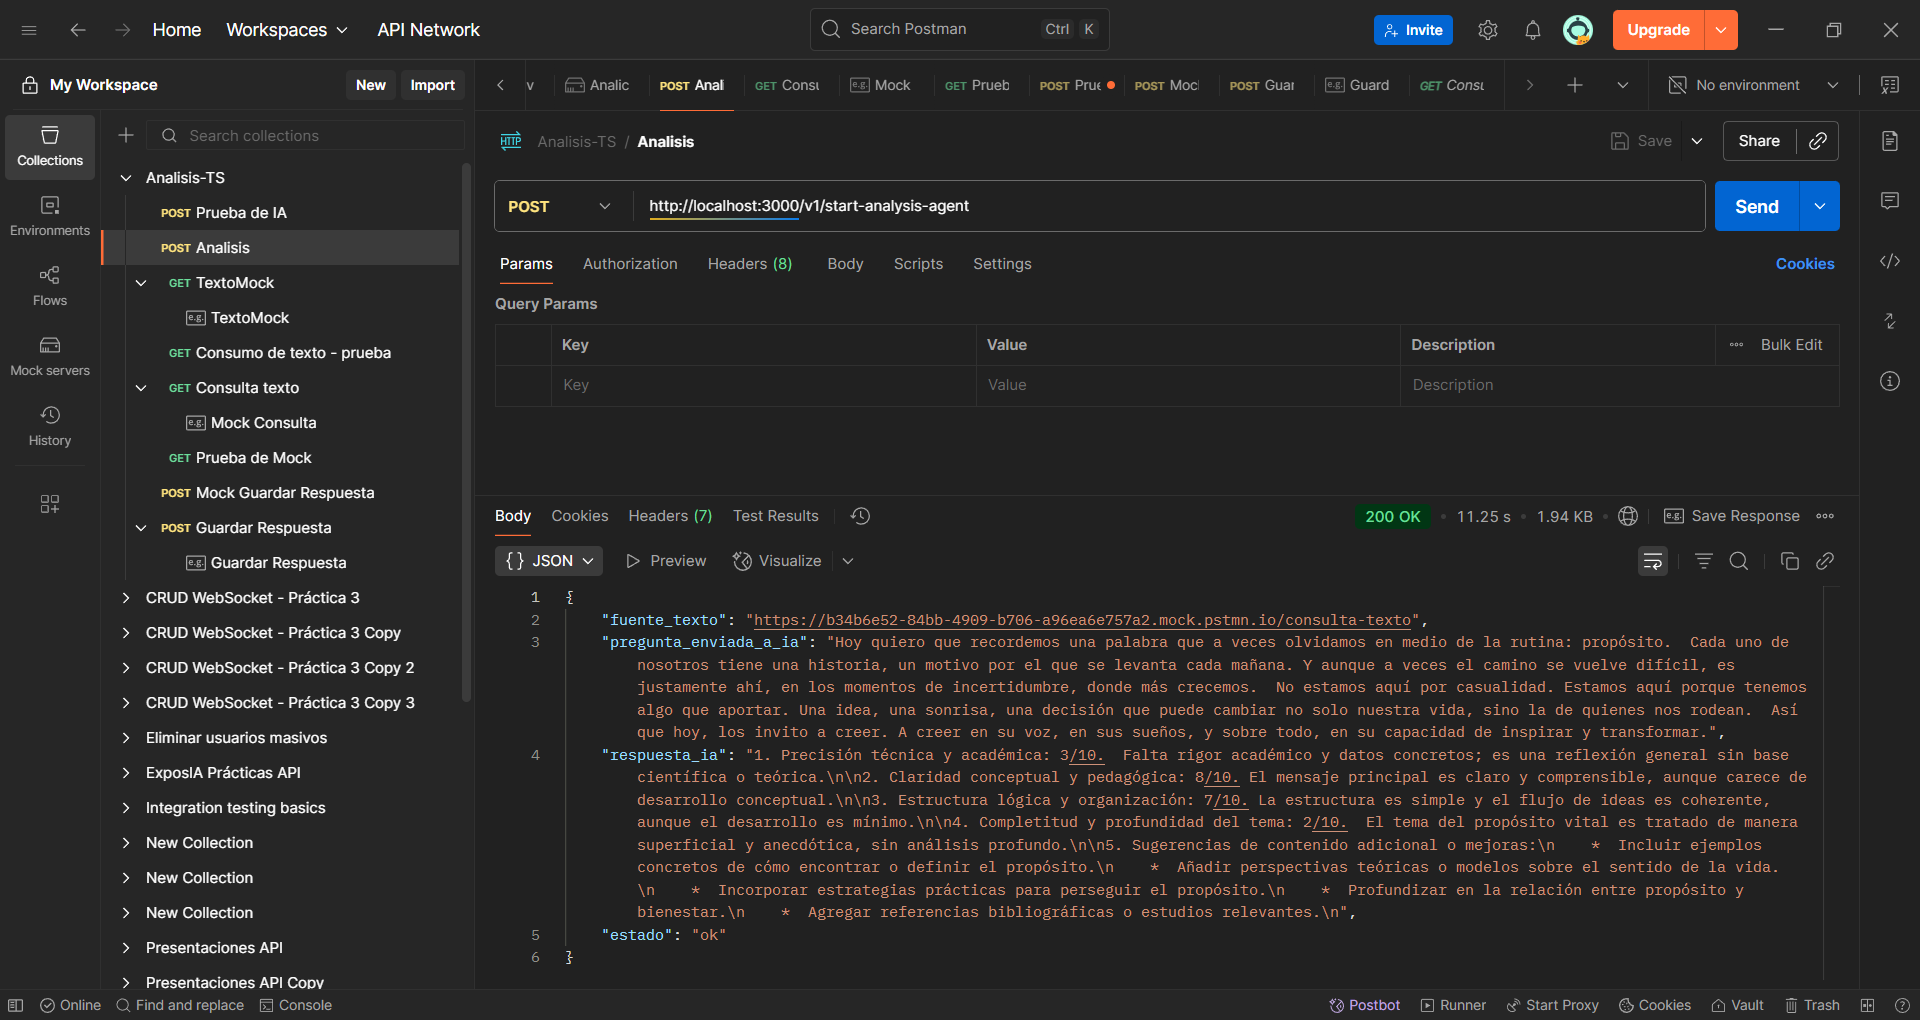 Home
Workspaces
API Network
Search Postman
Ctrl
K
Invite
Upgrade
My Workspace
New
Import
Analic
POST Anali
GET Consu
e.g. Mock
GET Prueb
POST Prue
POST Moc
POST Guar
e.g. Guard
GET Consu
No environment
Collections
Environments
Flows
Mock servers
History
Search collections
Analisis-TS
POST Prueba de IA
POST Analisis
GET TextoMock
e.g. TextoMock
GET Consumo de texto - prueba
GET Consulta texto
e.g. Mock Consulta
GET Prueba de Mock
POST Mock Guardar Respuesta
POST Guardar Respuesta
e.g. Guardar Respuesta
CRUD WebSocket - Práctica 3
CRUD WebSocket - Práctica 3 Copy
CRUD WebSocket - Práctica 3 Copy 2
CRUD WebSocket - Práctica 3 Copy 3
Eliminar usuarios masivos
ExposIA Prácticas API
Integration testing basics
New Collection
New Collection
New Collection
Presentaciones API
Presentaciones API Copy
HTTP Analisis-TS / Analisis
Save
Share
POST
http://localhost:3000/v1/start-analysis-agent
Send
Params
Authorization
Headers (8)
Body
Scripts
Settings
Cookies
Query Params
Key
Value
Description
Bulk Edit
Key
Value
Description
Body
Cookies
Headers (7)
Test Results
200 OK • 11.25 s • 1.94 KB
e.g. Save Response
{} JSON
Preview
Visualize
1 {
2 "fuente_texto": "https://b34b6e52-84bb-4909-b706-a96ea6e757a2.mock.pstmn.io/consulta-texto",
3 "pregunta_enviada_a_ia": "Hoy quiero que recordemos una palabra que a veces olvidamos en medio de la rutina: propósito.  Cada uno de
nosotros tiene una historia, un motivo por el que se levanta cada mañana. Y aunque a veces el camino se vuelve difícil, es
justamente ahí, en los momentos de incertidumbre, donde más crecemos.  No estamos aquí por casualidad. Estamos aquí porque tenemos
algo que aportar. Una idea, una sonrisa, una decisión que puede cambiar no solo nuestra vida, sino la de quienes nos rodean.  Así
que hoy, los invito a creer. A creer en su voz, en sus sueños, y sobre todo, en su capacidad de inspirar y transformar.",
4 "respuesta_ia": "1. Precisión técnica y académica: 3/10.  Falta rigor académico y datos concretos; es una reflexión general sin base
científica o teórica.\n\n2. Claridad conceptual y pedagógica: 8/10. El mensaje principal es claro y comprensible, aunque carece de
desarrollo conceptual.\n\n3. Estructura lógica y organización: 7/10. La estructura es simple y el flujo de ideas es coherente,
aunque el desarrollo es mínimo.\n\n4. Completitud y profundidad del tema: 2/10.  El tema del propósito vital es tratado de manera
superficial y anecdótica, sin análisis profundo.\n\n5. Sugerencias de contenido adicional o mejoras:\n    *  Incluir ejemplos
concretos de cómo encontrar o definir el propósito.\n    *  Añadir perspectivas teóricas o modelos sobre el sentido de la vida.
\n    *  Incorporar estrategias prácticas para perseguir el propósito.\n    *  Profundizar en la relación entre propósito y
bienestar.\n    *  Agregar referencias bibliográficas o estudios relevantes.\n",
5 "estado": "ok"
6 }
Online
Find and replace
Console
Postbot
Runner
Start Proxy
Cookies
Vault
Trash